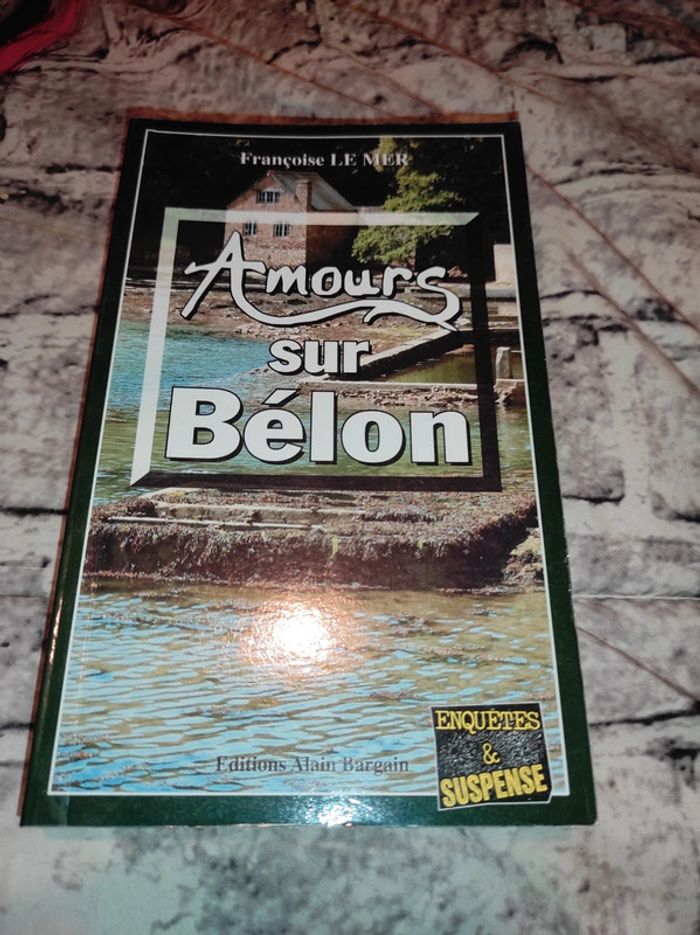 Françoise LE MER
Amours
sur
Bélon
Editions Alain Bargain
ENQUÊTES
&
SUSPENSE